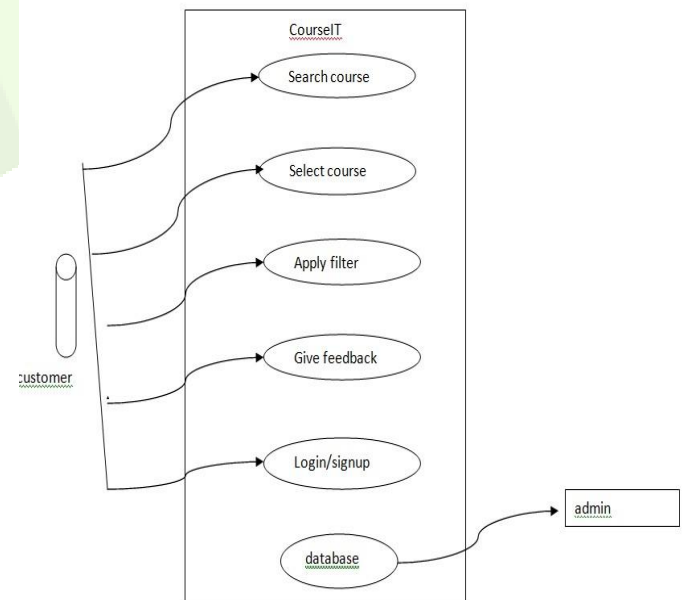 CourseIT
Search course
Select course
Apply filter
Give feedback
customer
Login/signup
admin
database